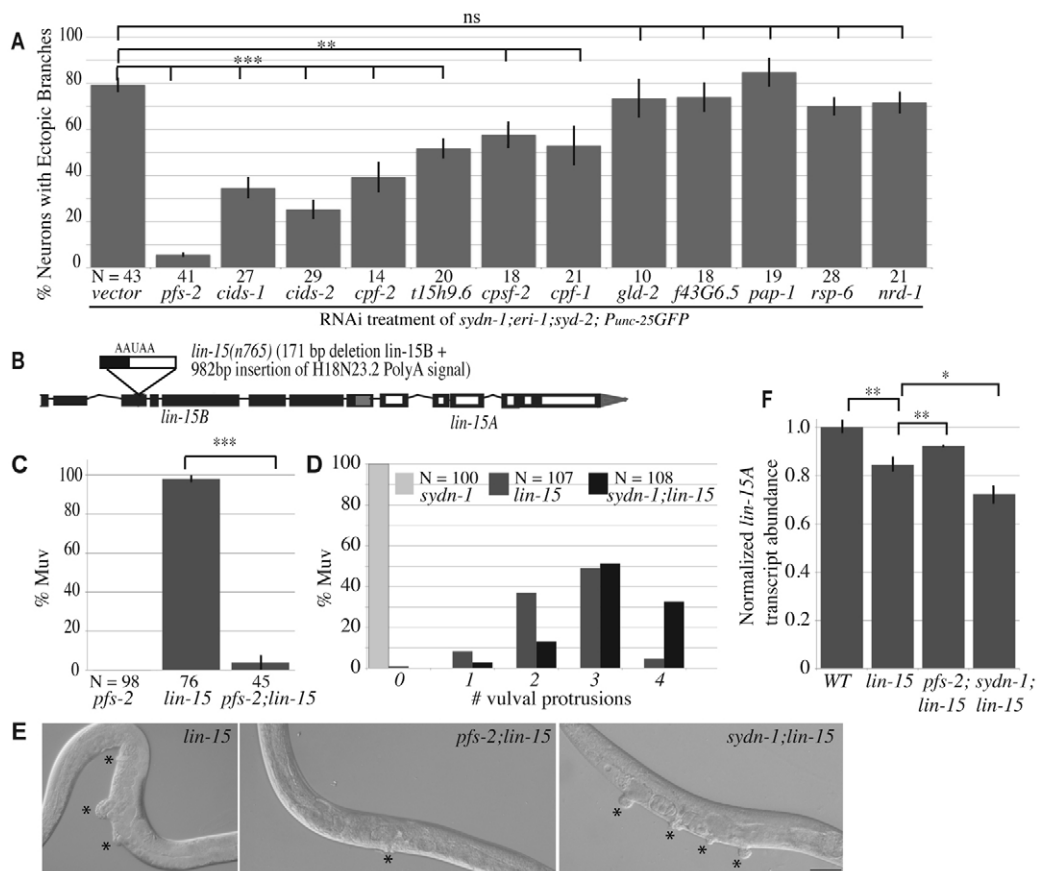 A
ns
**
***
% Neurons with Ectopic Branches
100
80
60
40
20
0
N = 43 41 27 29 14 20 18 21 10 18 19 28 21
vector pfs-2 cids-1 cids-2 cpf-2 t15h9.6 cpsf-2 cpf-1 gld-2 f43G6.5 pap-1 rsp-6 nrd-1
RNAi treatment of sydn-1;eri-1;syd-2; Punc-25GFP
B
AAUAA
lin-15(n765) (171 bp deletion lin-15B +
982bp insertion of H18N23.2 PolyA signal)
lin-15B
lin-15A
C
***
% Muv
100
80
60
40
20
0
N = 98 76 45
pfs-2 lin-15 pfs-2;lin-15
D
% Muv
100
80
60
40
20
0
N = 100 N = 107 N = 108
sydn-1 lin-15 sydn-1;lin-15
0 1 2 3 4
# vulval protrusions
F
*
** **
Normalized lin-15A
transcript abundance
1.0
0.8
0.6
0.4
0.2
0
WT lin-15 pfs-2; sydn-1;
lin-15 lin-15
E
lin-15
* * *
pfs-2;lin-15
*
sydn-1;lin-15
* * * *